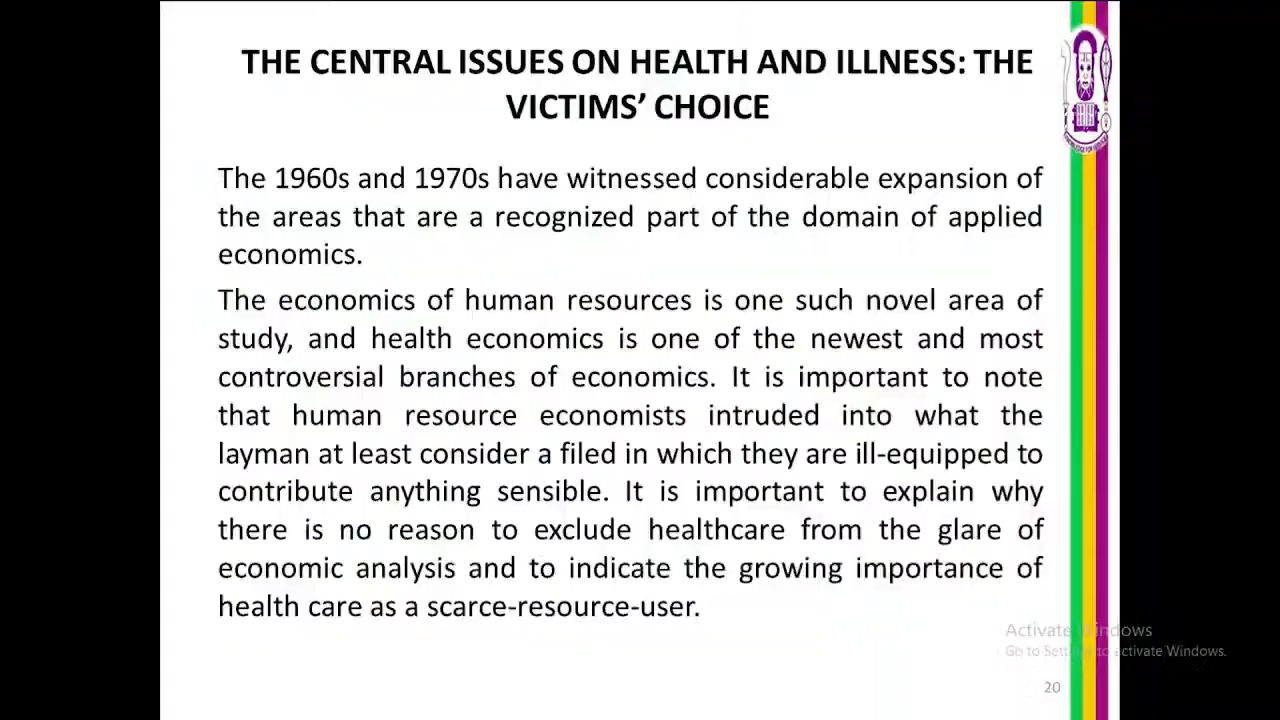 THE CENTRAL ISSUES ON HEALTH AND ILLNESS: THE
VICTIMS’ CHOICE
The 1960s and 1970s have witnessed considerable expansion of
the areas that are a recognized part of the domain of applied
economics.
The economics of human resources is one such novel area of
study, and health economics is one of the newest and most
controversial branches of economics. It is important to note
that human resource economists intruded into what the
layman at least consider a filed in which they are ill-equipped to
contribute anything sensible. It is important to explain why
there is no reason to exclude healthcare from the glare of
economic analysis and to indicate the growing importance of
health care as a scarce-resource-user.
Activate Windows
Go to Settings to activate Windows.
20